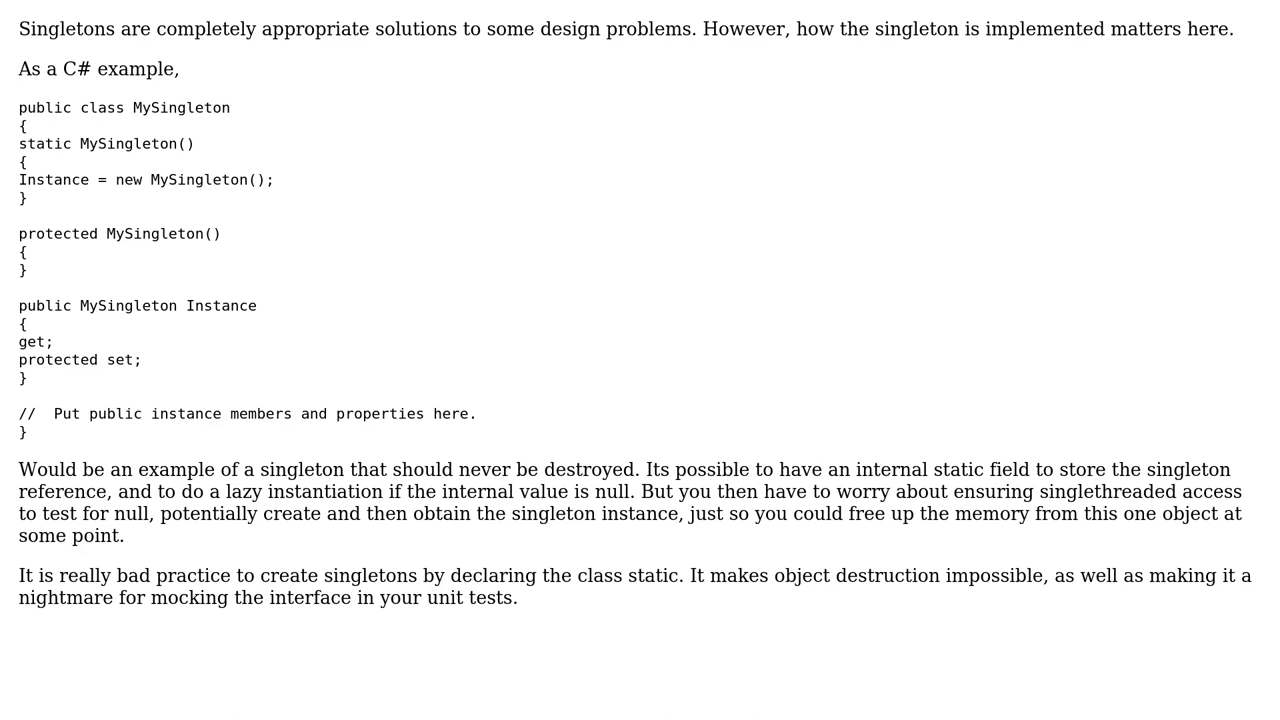 Singletons are completely appropriate solutions to some design problems. However, how the singleton is implemented matters here.
As a C# example,
public class MySingleton
{
static MySingleton()
{
Instance = new MySingleton();
}
protected MySingleton()
{
}
public MySingleton Instance
{
get;
protected set;
}
//  Put public instance members and properties here.
}
Would be an example of a singleton that should never be destroyed. Its possible to have an internal static field to store the singleton
reference, and to do a lazy instantiation if the internal value is null. But you then have to worry about ensuring singlethreaded access
to test for null, potentially create and then obtain the singleton instance, just so you could free up the memory from this one object at
some point.
It is really bad practice to create singletons by declaring the class static. It makes object destruction impossible, as well as making it a
nightmare for mocking the interface in your unit tests.